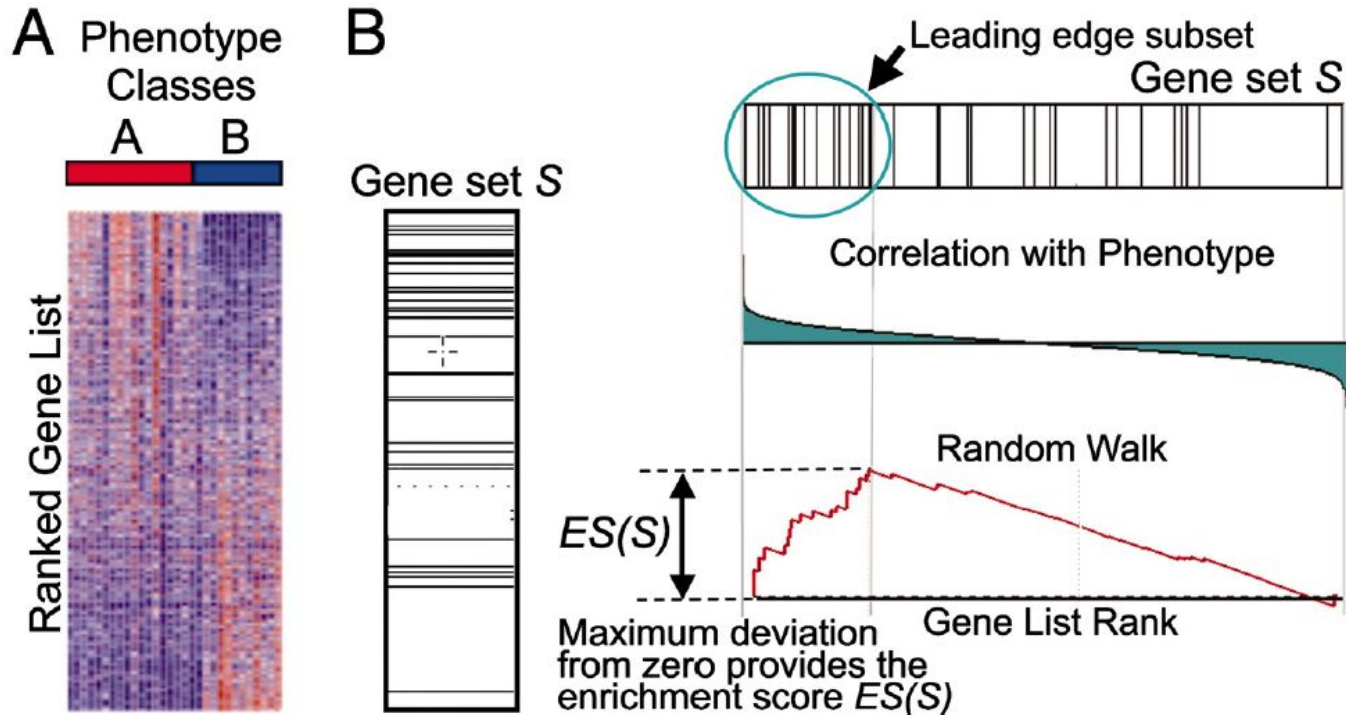 A
Phenotype
Classes
A
B
Ranked Gene List
B
Gene set S
Leading edge subset
Gene set S
Correlation with Phenotype
Random Walk
ES(S)
Gene List Rank
Maximum deviation
from zero provides the
enrichment score ES(S)